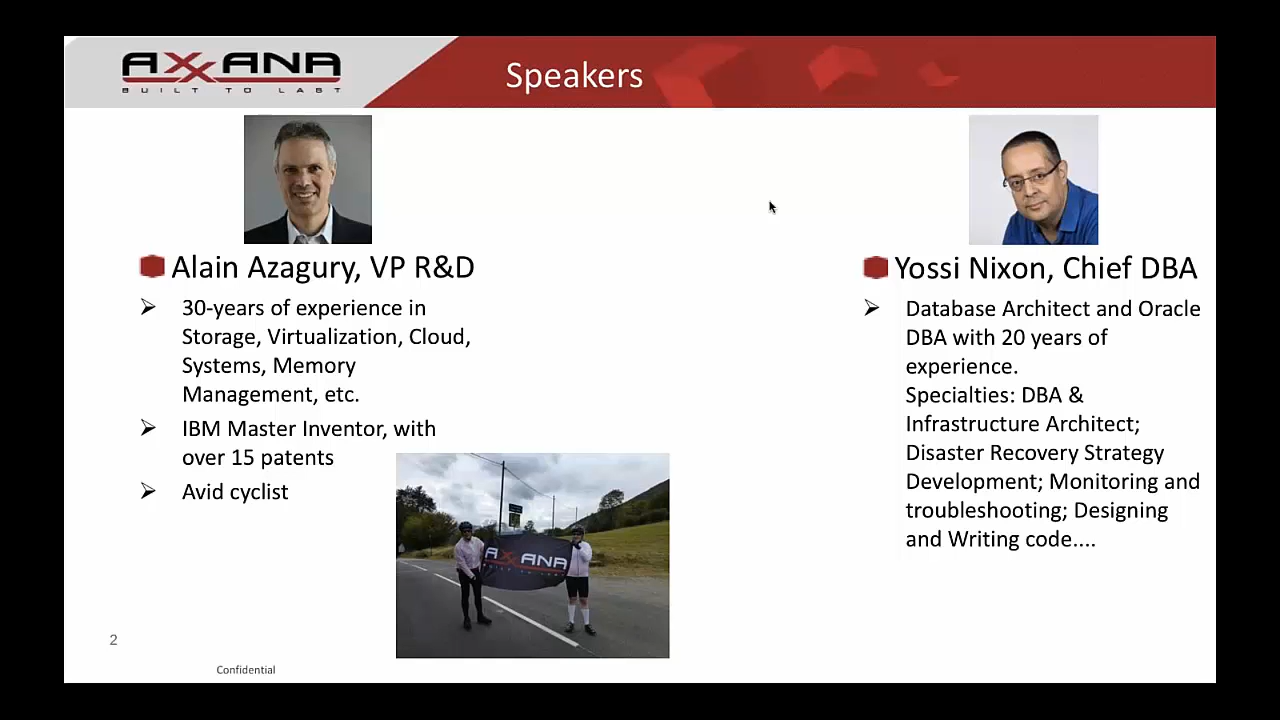 AXXANA
BUILT TO LAST
Speakers
Alain Azagury, VP R&D
30-years of experience in
Storage, Virtualization, Cloud,
Systems, Memory
Management, etc.
IBM Master Inventor, with
over 15 patents
Avid cyclist
AXXANA
BUILT TO LAST
Yossi Nixon, Chief DBA
Database Architect and Oracle
DBA with 20 years of
experience.
Specialties: DBA &
Infrastructure Architect;
Disaster Recovery Strategy
Development; Monitoring and
troubleshooting; Designing
and Writing code....
2
Confidential